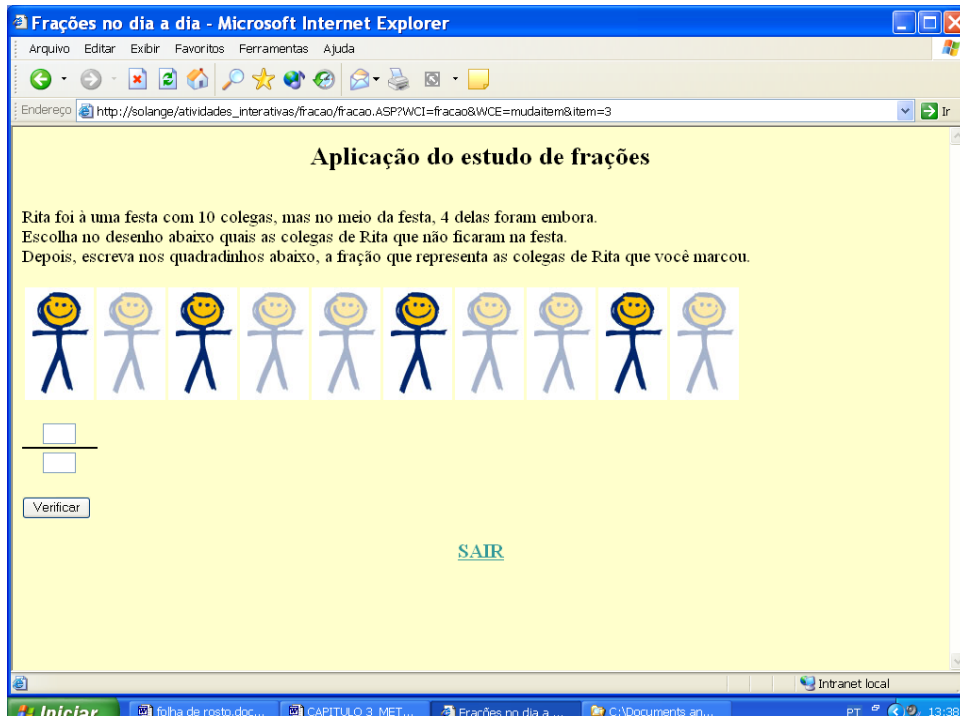 Frações no dia a dia - Microsoft Internet Explorer
Arquivo Editar Exibir Favoritos Ferramentas Ajuda
Endereço http://solange/atividades_interativas/fracao/fracao.ASP?WCI=fracao&WCE=mudaitem&item=3 Ir
Aplicação do estudo de frações
Rita foi à uma festa com 10 colegas, mas no meio da festa, 4 delas foram embora.
Escolha no desenho abaixo quais as colegas de Rita que não ficaram na festa.
Depois, escreva nos quadradinhos abaixo, a fração que representa as colegas de Rita que você marcou.
Verificar
SAIR
Intranet local
Iniciar folha de rosto.doc... CAPITULO 3_MET... Frações no dia a ... C:\Documents an... PT 13:38